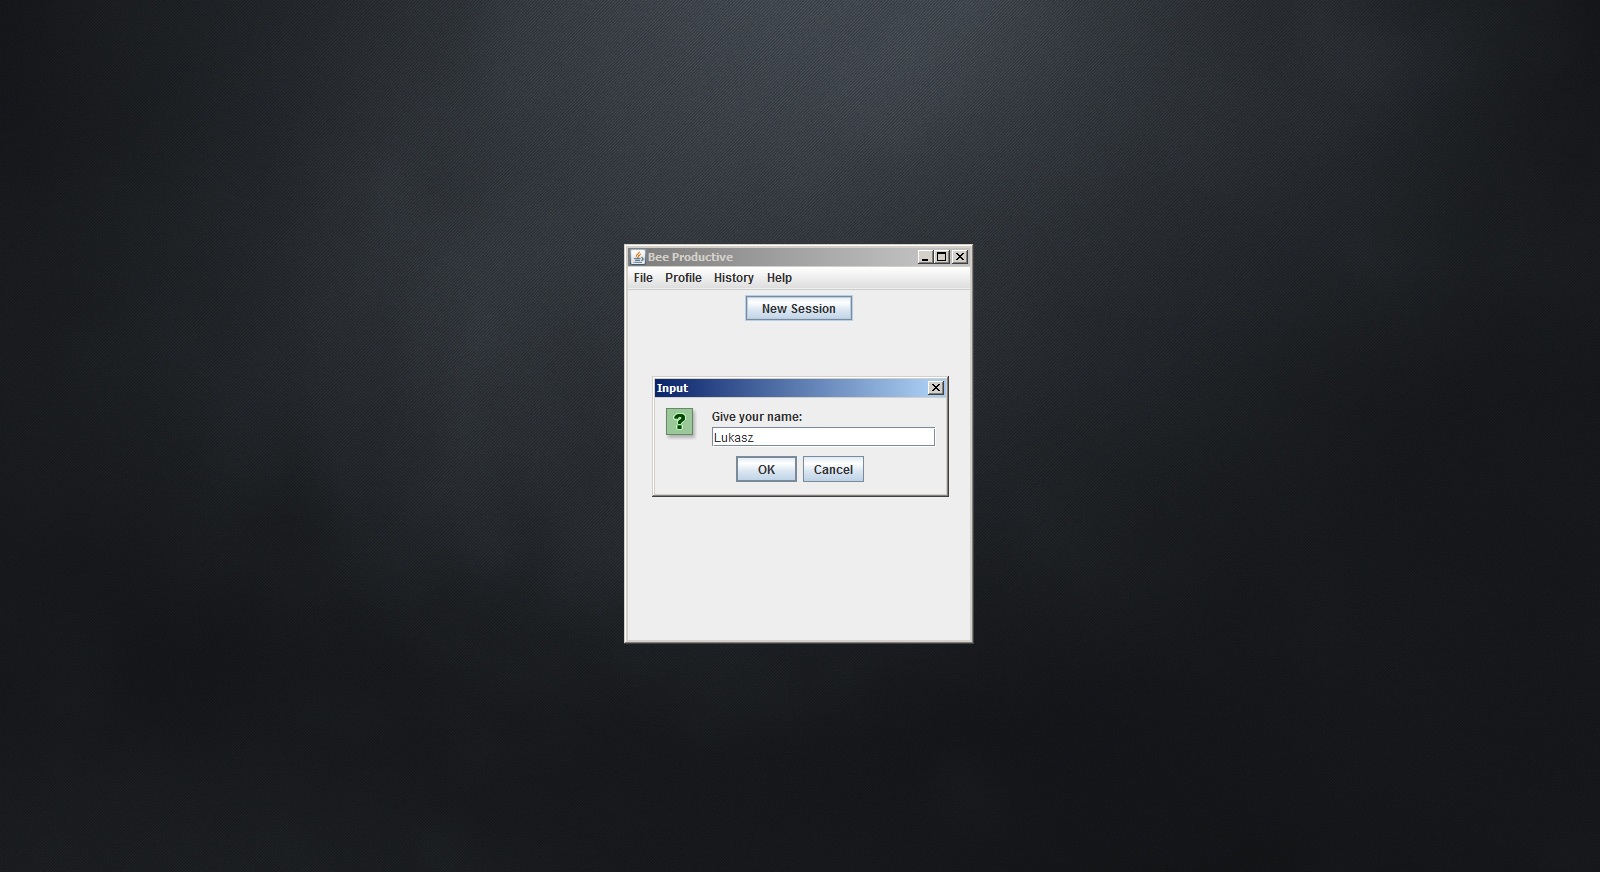 Bee Productive
File Profile History Help
New Session
Input
?
Give your name:
Lukasz
OK Cancel